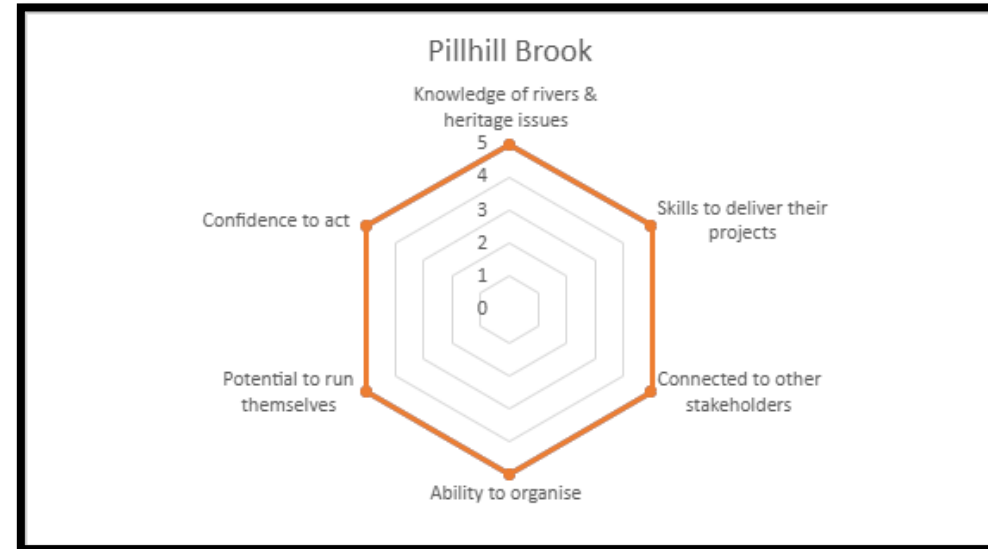 Pillhill Brook
Knowledge of rivers &
heritage issues
5
4
3
2
1
0
Skills to deliver their
projects
Connected to other
stakeholders
Ability to organise
Potential to run
themselves
Confidence to act